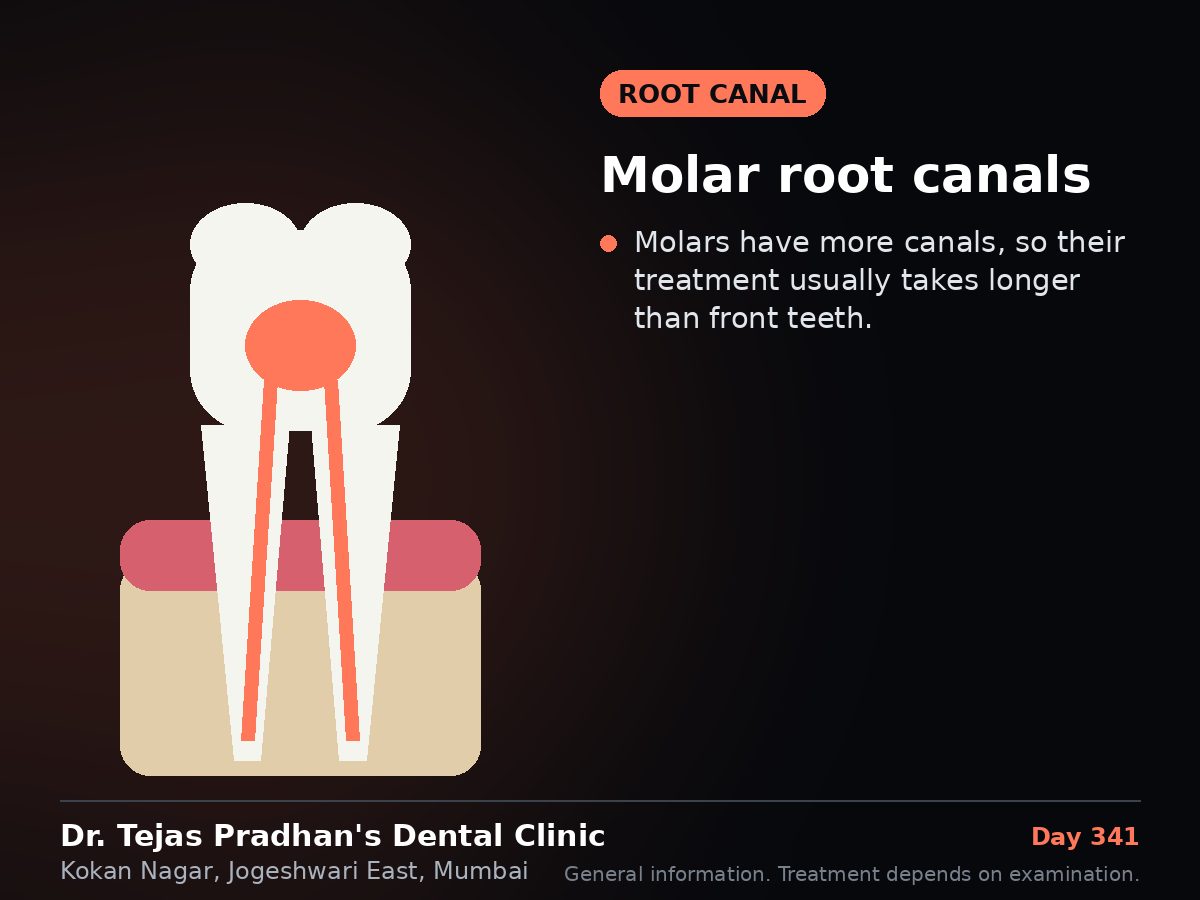 ROOT CANAL
Molar root canals
Molars have more canals, so their
treatment usually takes longer
than front teeth.
Dr. Tejas Pradhan's Dental Clinic
Day 341
Kokan Nagar, Jogeshwari East, Mumbai
General information. Treatment depends on examination.